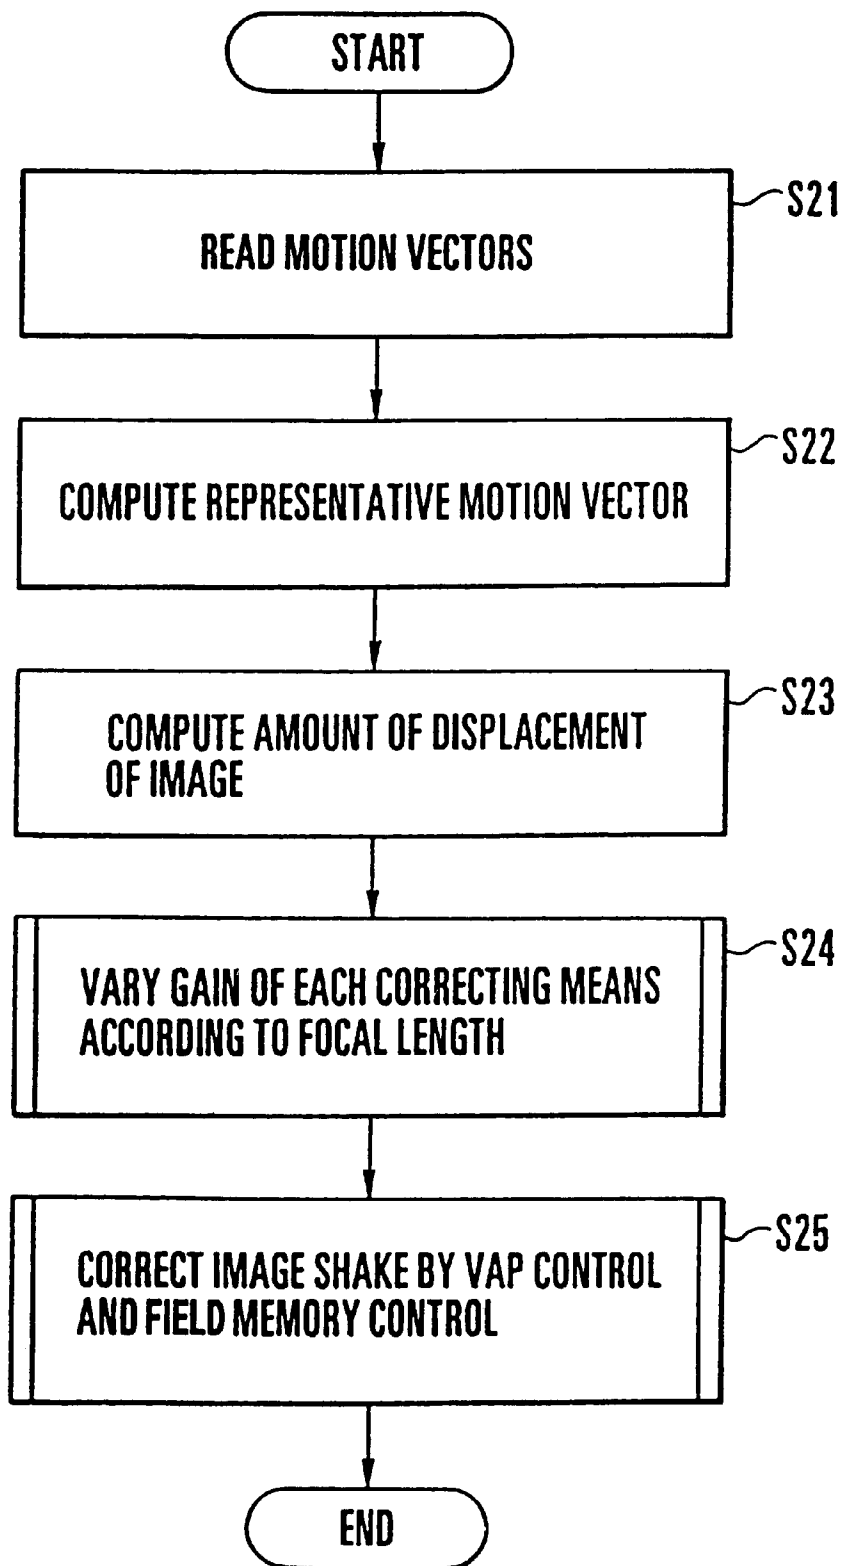 START
S21
READ MOTION VECTORS
S22
COMPUTE REPRESENTATIVE MOTION VECTOR
S23
COMPUTE AMOUNT OF DISPLACEMENT
OF IMAGE
S24
VARY GAIN OF EACH CORRECTING MEANS
ACCORDING TO FOCAL LENGTH
S25
CORRECT IMAGE SHAKE BY VAP CONTROL
AND FIELD MEMORY CONTROL
END